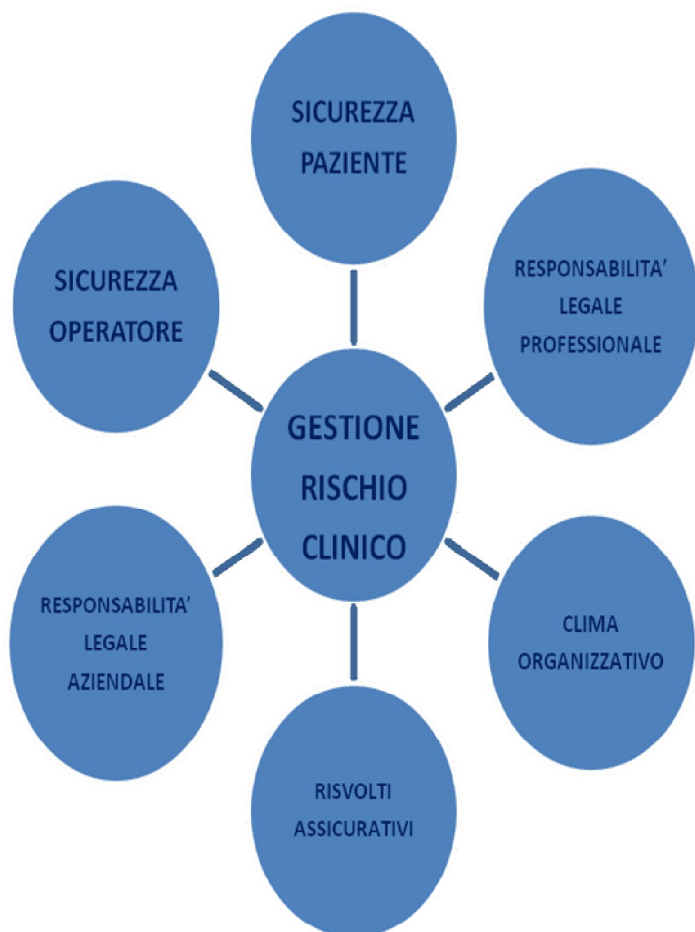 SICUREZZA
PAZIENTE
SICUREZZA
OPERATORE
RESPONSABILITA’
LEGALE
PROFESSIONALE
GESTIONE
RISCHIO
CLINICO
RESPONSABILITA’
LEGALE
AZIENDALE
CLIMA
ORGANIZZATIVO
RISVOLTI
ASSICURATIVI